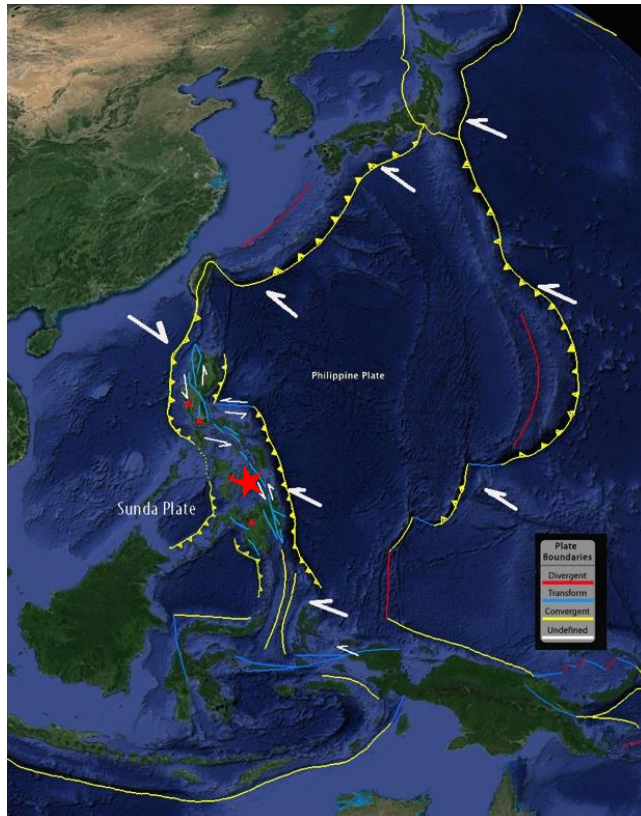 Philippine Plate
Sunda Plate
Plate
Boundaries
Divergent
Transform
Convergent
Undefined